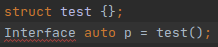 struct test {};
Interface auto p = test();